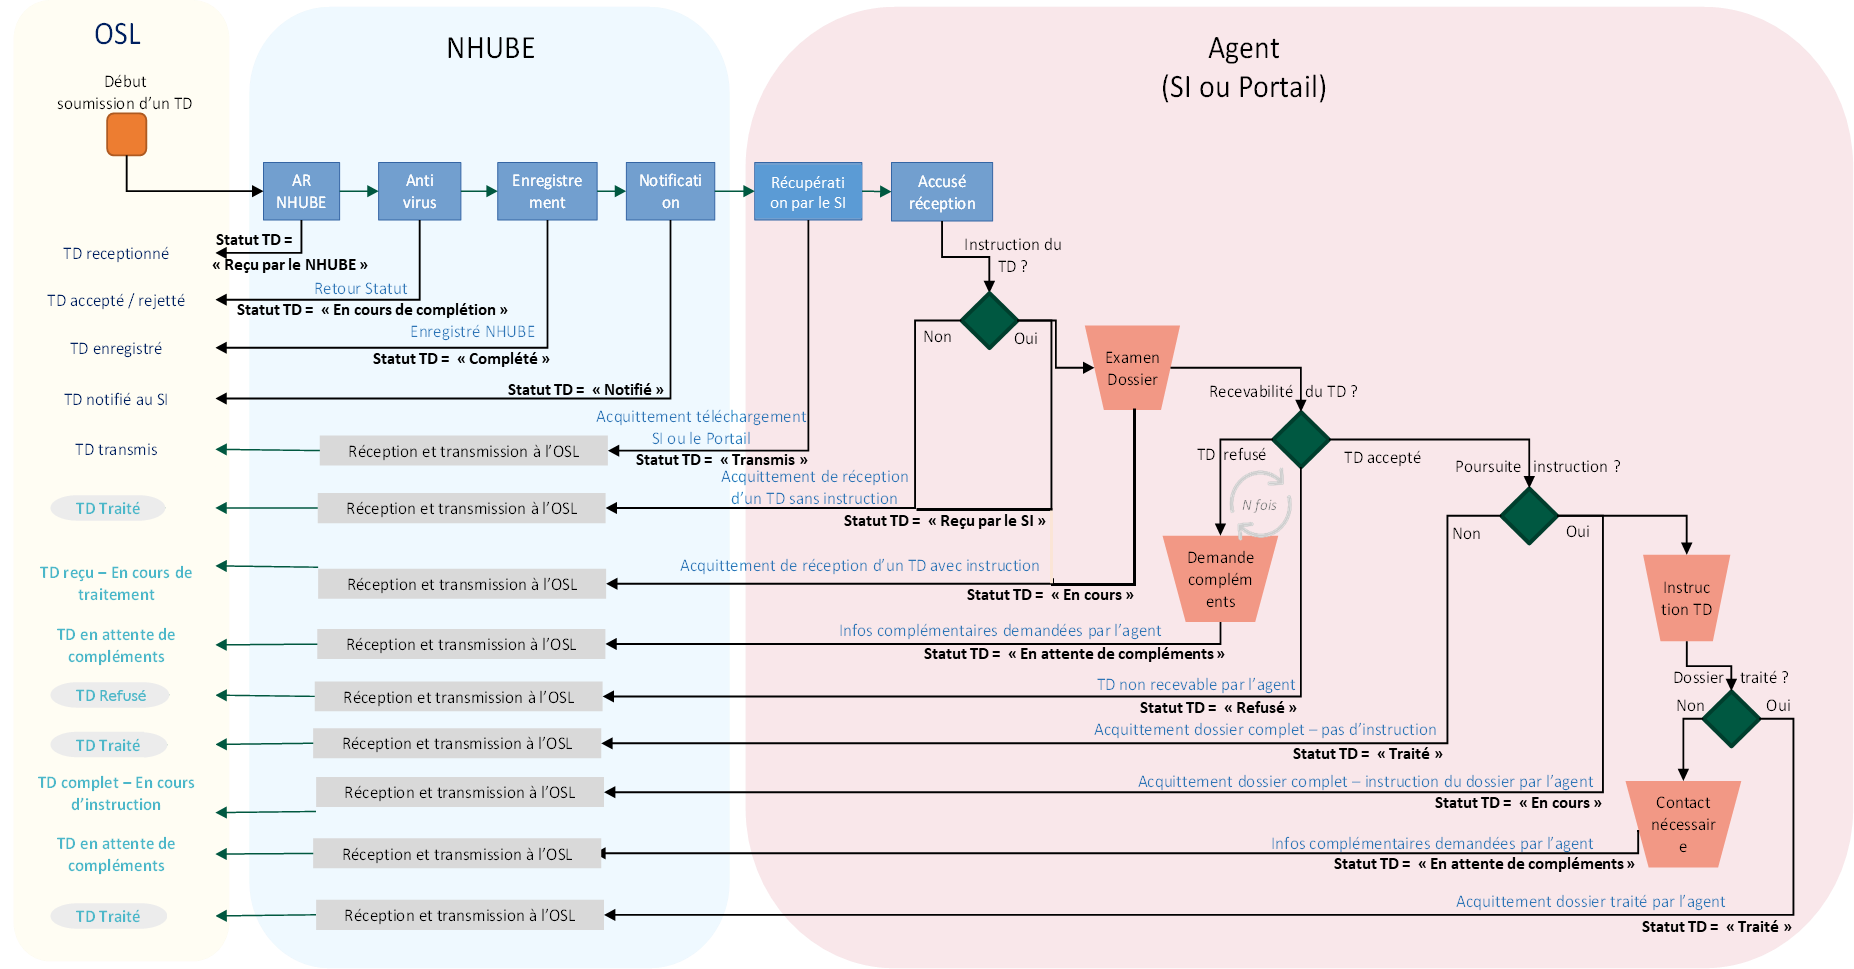 OSL
NHUBE
Agent
(SI ou Portail)
Début
soumission d'un TD
AR
NHUBE
Anti
virus
Enregistre
ment
Notificati
on
Récupérati
on par le SI
Accusé
réception
Statut TD =
« Reçu par le NHUBE »
TD receptionné
Instruction du
TD ?
Retour Statut
TD accepté / rejetté
Statut TD = « En cours de complétion »
Enregistré NHUBE
TD enregistré
Statut TD = « Complété »
Non
Oui
Examen
Dossier
Statut TD = « Notifié »
TD notifié au SI
Recevabilité du TD ?
Acquittement téléchargement
SI ou le Portail
TD transmis
Réception et transmission à l'OSL
Statut TD = « Transmis »
TD refusé
TD accepté
Poursuite instruction ?
Acquittement de réception
d'un TD sans instruction
TD Traité
Réception et transmission à l'OSL
Statut TD = « Reçu par le SI »
N fois
Non
Oui
Demande
complém
ents
Acquittement de réception d'un TD avec instruction
TD reçu – En cours de
traitement
Réception et transmission à l'OSL
Statut TD = « En cours »
Instruc
tion TD
TD en attente de
compléments
Réception et transmission à l'OSL
Infos complémentaires demandées par l'agent
Statut TD = « En attente de compléments »
Dossier traité ?
TD Refusé
Réception et transmission à l'OSL
TD non recevable par l'agent
Statut TD = « Refusé »
Non
Oui
TD Traité
Réception et transmission à l'OSL
Acquittement dossier complet – pas d'instruction
Statut TD = « Traité »
TD complet – En cours
d'instruction
Réception et transmission à l'OSL
Acquittement dossier complet – instruction du dossier par l'agent
Statut TD = « En cours »
Contact
nécessair
e
TD en attente de
compléments
Réception et transmission à l'OSL
Infos complémentaires demandées par l'agent
Statut TD = « En attente de compléments »
TD Traité
Réception et transmission à l'OSL
Acquittement dossier traité par l'agent
Statut TD = « Traité »